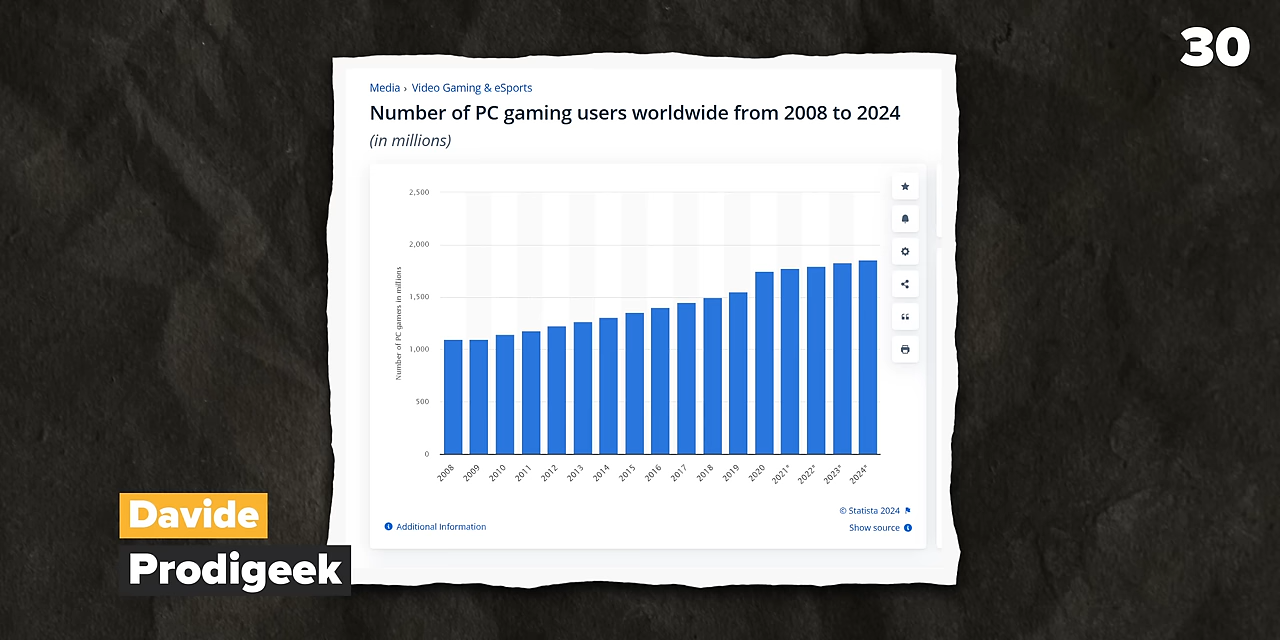 30
Media › Video Gaming & eSports
Number of PC gaming users worldwide from 2008 to 2024
(in millions)
Number of PC gamers in millions
2,500
2,000
1,500
1,000
500
0
2008 2009 2010 2011 2012 2013 2014 2015 2016 2017 2018 2019 2020 2021* 2022* 2023* 2024*
© Statista 2024
Additional Information
Show source
Davide
Prodigeek